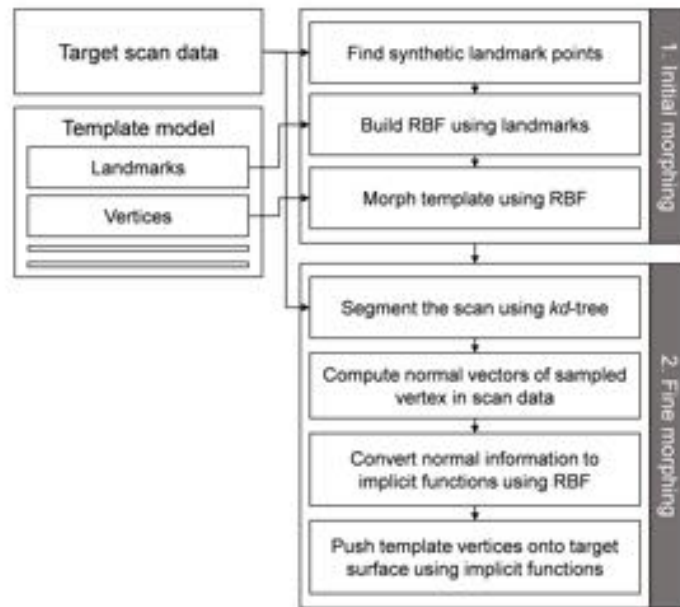 Target scan data
Template model
Landmarks
Vertices
1. Initial morphing
Find synthetic landmark points
Build RBF using landmarks
Morph template using RBF
2. Fine morphing
Segment the scan using kd-tree
Compute normal vectors of sampled
vertex in scan data
Convert normal information to
implicit functions using RBF
Push template vertices onto target
surface using implicit functions